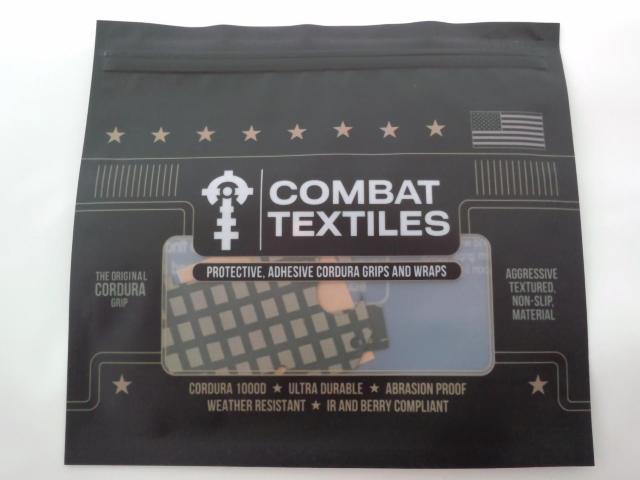 COMBAT
TEXTILES
PROTECTIVE, ADHESIVE CORDURA GRIPS AND WRAPS
THE ORIGINAL
CORDURA
GRIP
AGGRESSIVE
TEXTURED,
NON-SLIP,
MATERIAL
CORDURA 1000D ★ ULTRA DURABLE ★ ABRASION PROOF
WEATHER RESISTANT ★ IR AND BERRY COMPLIANT